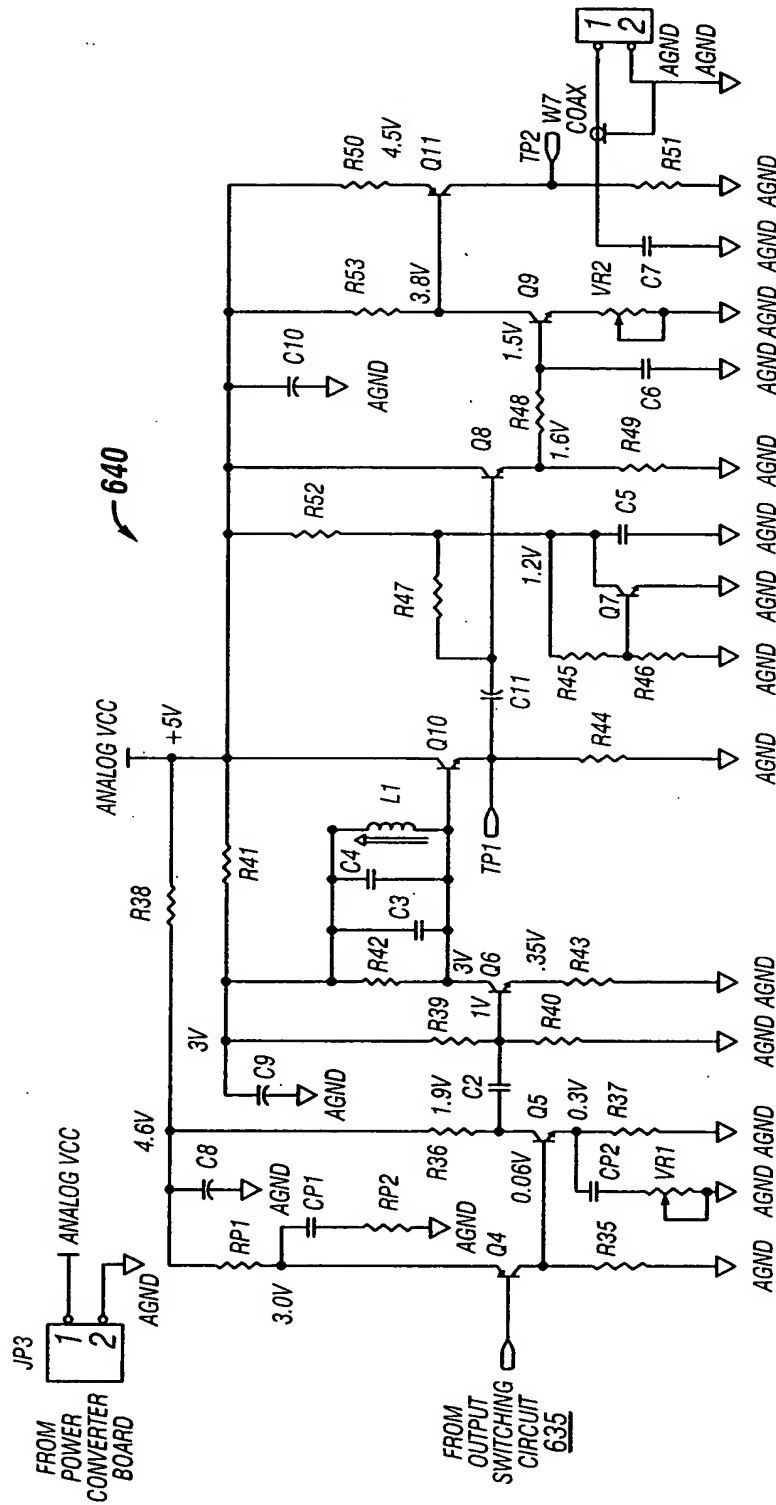 640
FROM
POWER
CONVERTER
BOARD
JP3
1
2
ANALOG VCC
AGND
ANALOG VCC
+5V
4.6V
R38
3V
R41
C8
AGND
C9
AGND
RP1
3.0V
CP1
RP2
AGND
Q4
FROM
OUTPUT
SWITCHING
CIRCUIT
635
R35
AGND
R36
1.9V
C2
0.06V
Q5
0.3V
CP2
VR1
AGND
R37
AGND
R39
R40
AGND
1V
Q6
3V
.35V
R42
R43
AGND
C3
C4
L1
Q10
TP1
C11
R44
AGND
R47
R52
1.2V
R45
R46
AGND
Q7
AGND
C5
AGND
Q8
R48
1.6V
R49
AGND
C10
AGND
1.5V
Q9
C6
AGND
R53
3.8V
VR2
AGND
C7
AGND
R50
4.5V
Q11
TP2
R51
AGND
W7
COAX
1
2
AGND
AGND